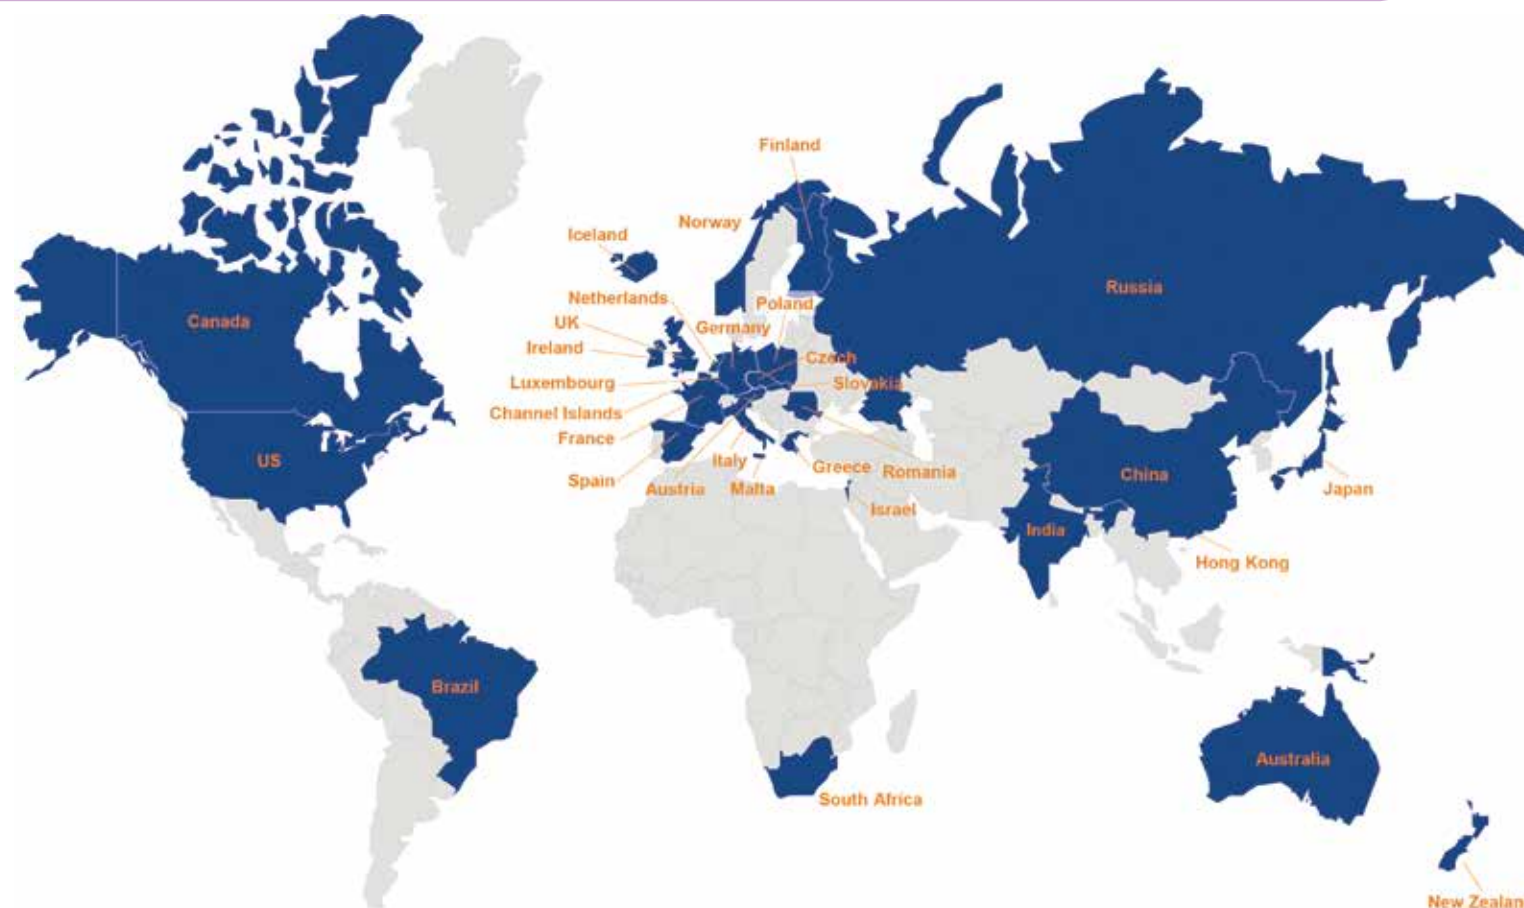 Finland
Norway
Iceland
Netherlands
Poland
Russia
UK
Germany
Canada
Ireland
Czech
Luxembourg
Slovakia
Channel Islands
France
US
Italy
Greece
Romania
China
Spain
Austria
Malta
Japan
Israel
India
Hong Kong
Brazil
Australia
South Africa
New Zealan